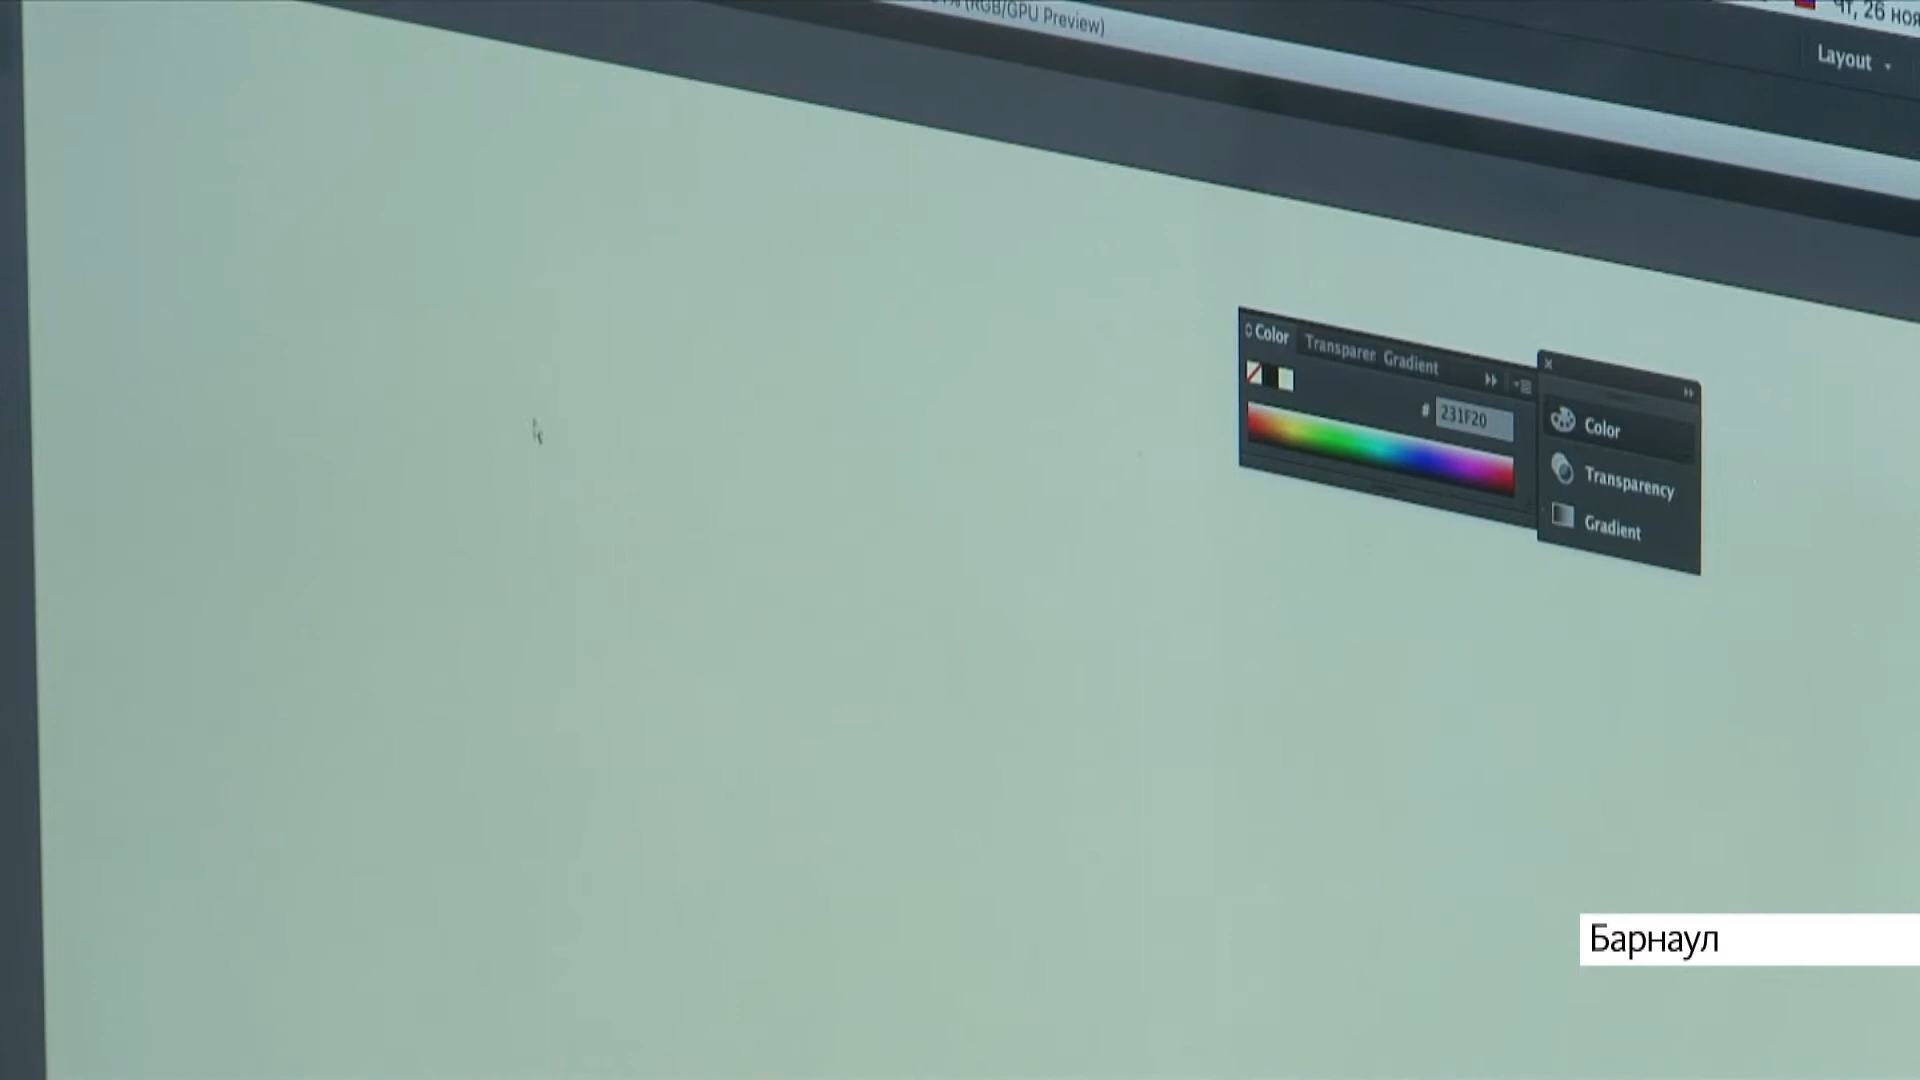 (RGB/GPU Preview)
Чт, 26 ноя
Layout
Color Transparer Gradient
# 231F20
Color
Transparency
Gradient
Барнаул